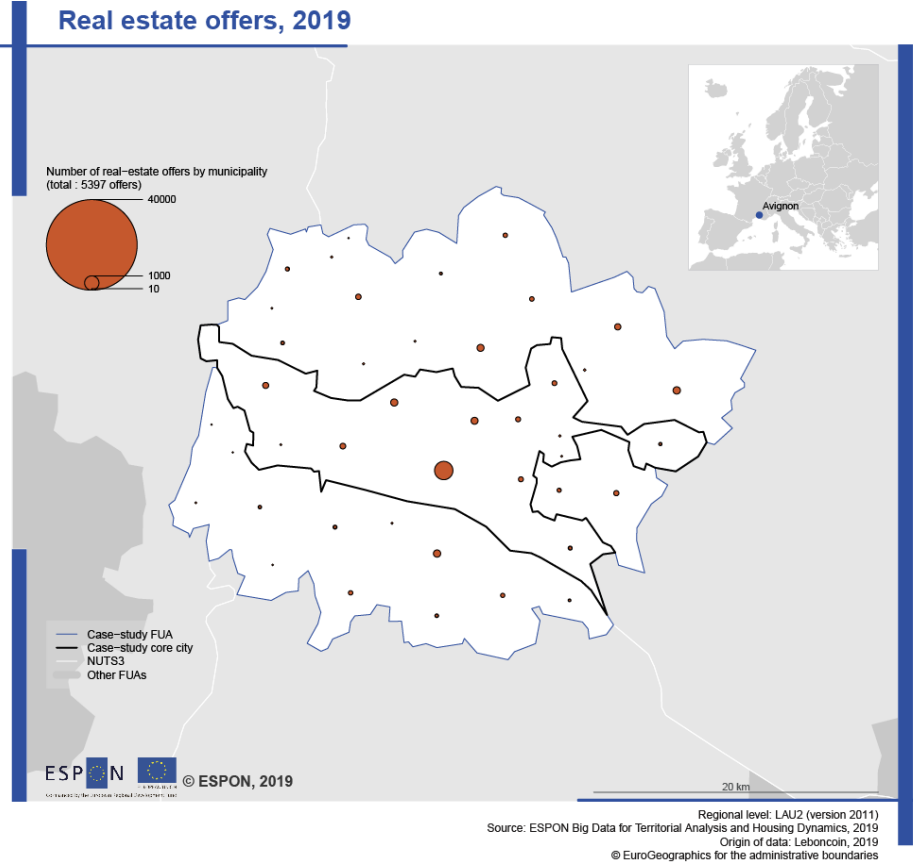 Real estate offers, 2019
Number of real-estate offers by municipality
(total : 5397 offers)
40000
1000
10
Avignon
Case-study FUA
Case-study core city
NUTS3
Other FUAs
ESPON
© ESPON, 2019
20 km
Regional level: LAU2 (version 2011)
Source: ESPON Big Data for Territorial Analysis and Housing Dynamics, 2019
Origin of data: Leboncoin, 2019
© EuroGeographics for the administrative boundaries